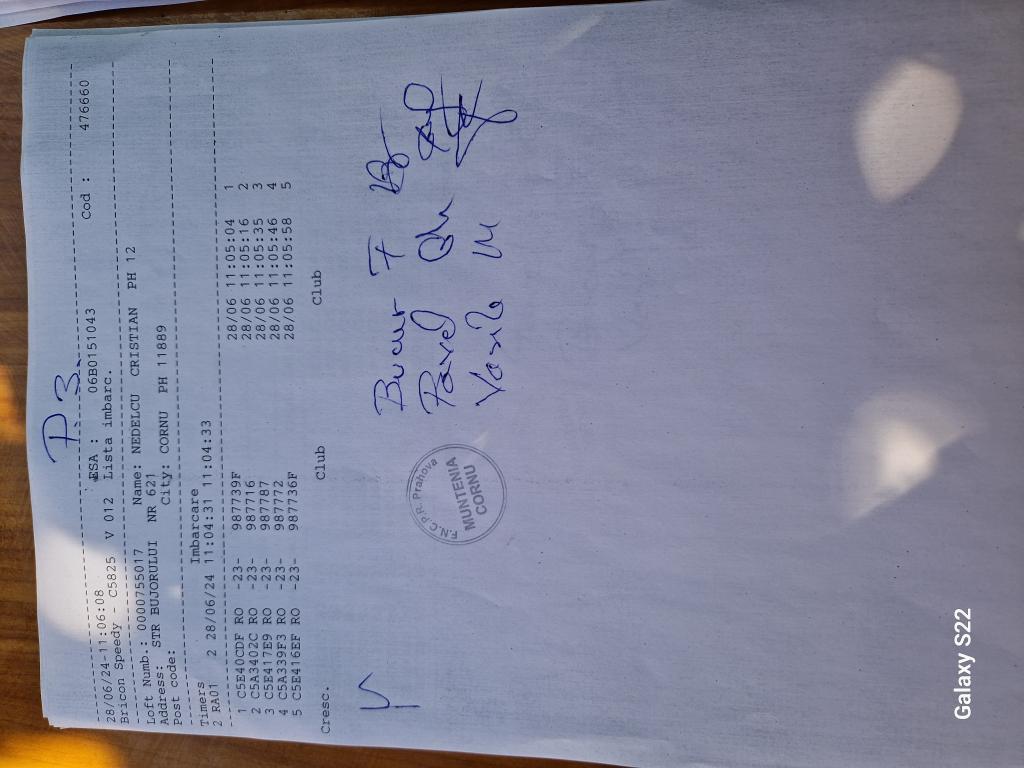 P. 3.
28/06/24-11:06:08 ESA : 06B0151043 Cod : 476660
Bricon Speedy - C5825 V 012 Lista imbarc.
Loft Numb.: 0000755017 Name: NEDELCU CRISTIAN PH 12
Address: STR BUJORULUI NR 621
Post code: City: CORNU PH 11889
Timers Imbarcare
2 RA01 2 28/06/24 11:04:31 11:04:33
1 C5E40CDF RO -23- 987739F 28/06 11:05:04 1
2 C5A3402C RO -23- 987716 28/06 11:05:16 2
3 C5E417E9 RO -23- 987787 28/06 11:05:35 3
4 C5A339F3 RO -23- 987772 28/06 11:05:46 4
5 C5E416EF RO -23- 987736F 28/06 11:05:58 5
Cresc. Club Club
Bucur F
Pavel Gh
Vasile
F.N.C.P.R. Prahova
MUNTENIA
CORNU
Galaxy S22